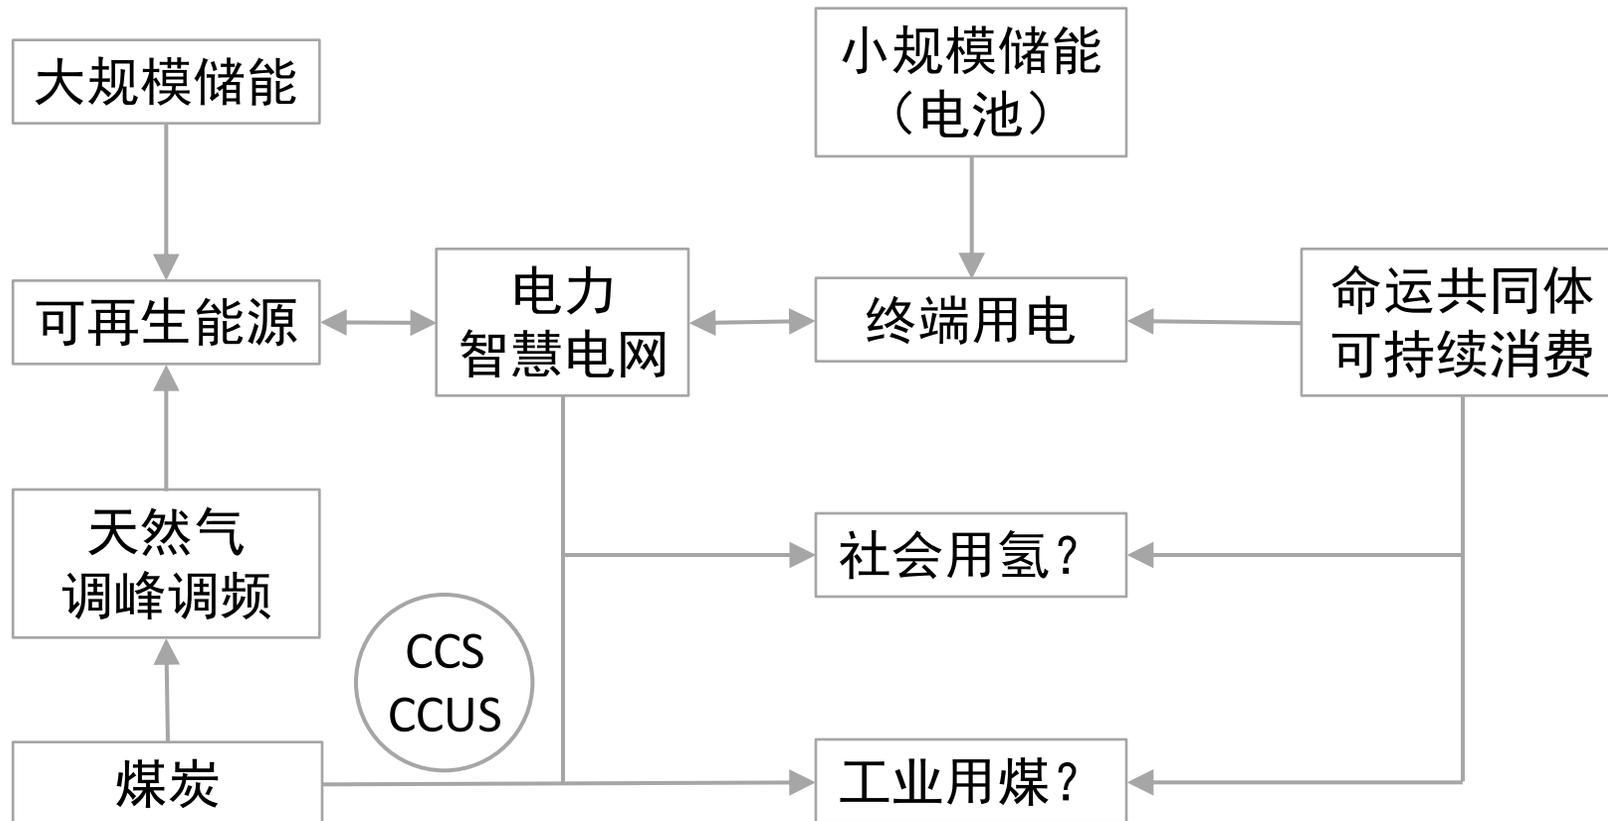 大规模储能
小规模储能
（电池）
可再生能源
电力
智慧电网
终端用电
命运共同体
可持续消费
天然气
调峰调频
社会用氢？
CCS
CCUS
煤炭
工业用煤？